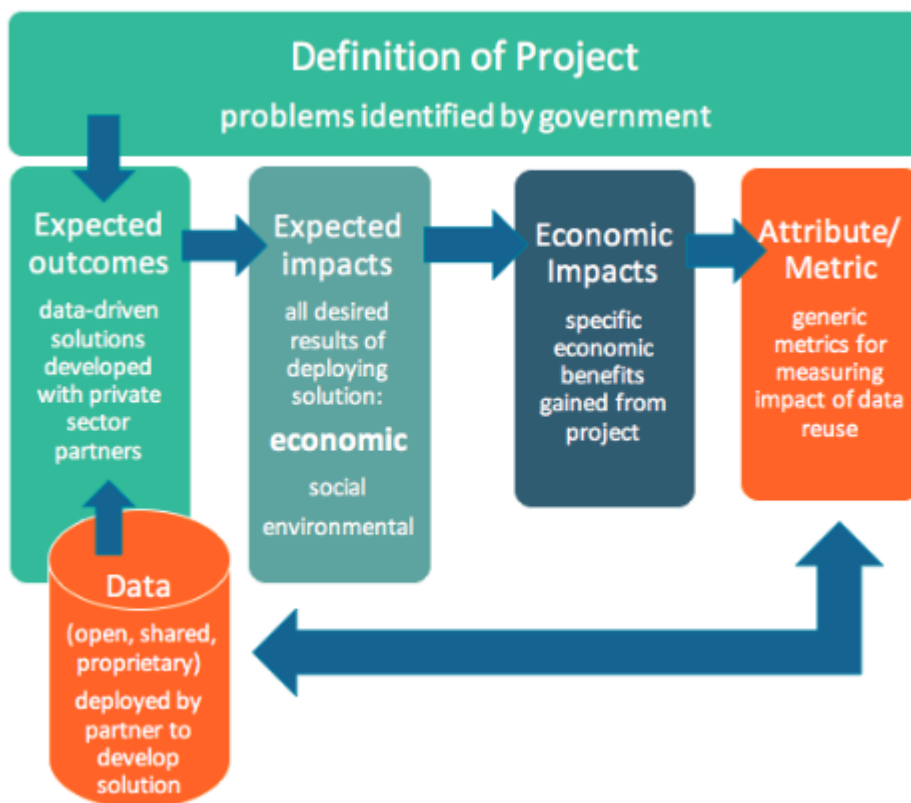 Definition of Project
problems identified by government
Expected
outcomes
data-driven
solutions
developed
with private
sector
partners
Expected
impacts
all desired
results of
deploying
solution:
economic
social
environmental
Economic
Impacts
specific
economic
benefits
gained from
project
Attribute/
Metric
generic
metrics for
measuring
impact of data
reuse
Data
(open, shared,
proprietary)
deployed by
partner to
develop
solution